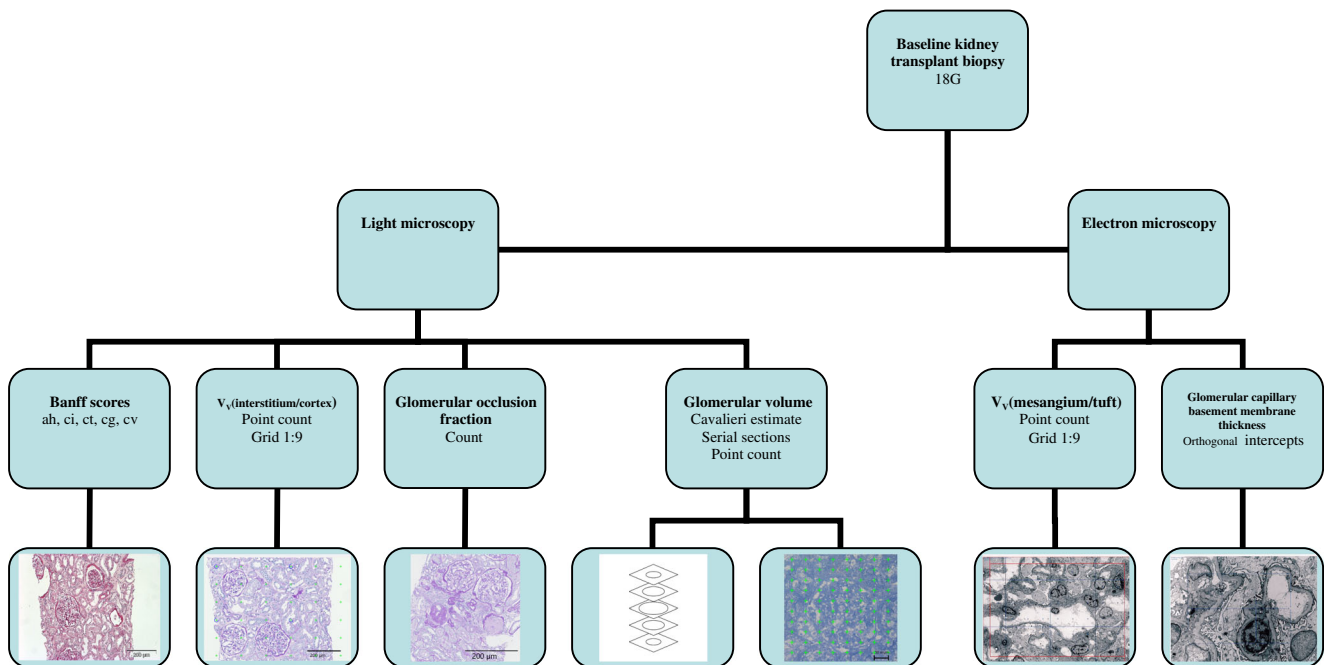 Baseline kidney
transplant biopsy
18G
Light microscopy
Electron microscopy
Banff scores
ah, ci, ct, cg, cv
Vv(interstitium/cortex)
Point count
Grid 1:9
Glomerular occlusion
fraction
Count
Glomerular volume
Cavalieri estimate
Serial sections
Point count
Vv(mesangium/tuft)
Point count
Grid 1:9
Glomerular capillary
basement membrane
thickness
Orthogonal intercepts
200 µm
200 µm